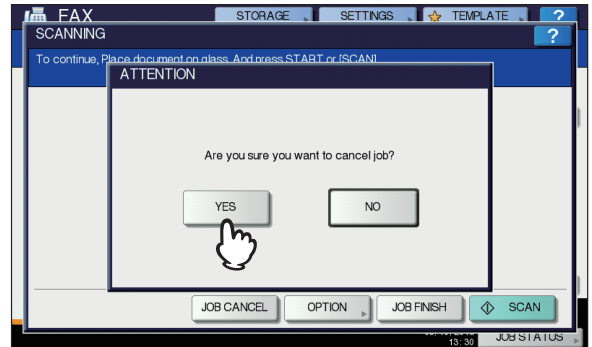 FAX STORAGE SETTINGS TEMPLATE ?
SCANNING ?
To continue, Place document on glass. And press START or [SCAN]
ATTENTION
Are you sure you want to cancel job?
YES NO
JOB CANCEL OPTION JOB FINISH SCAN
13:30 JOB STATUS